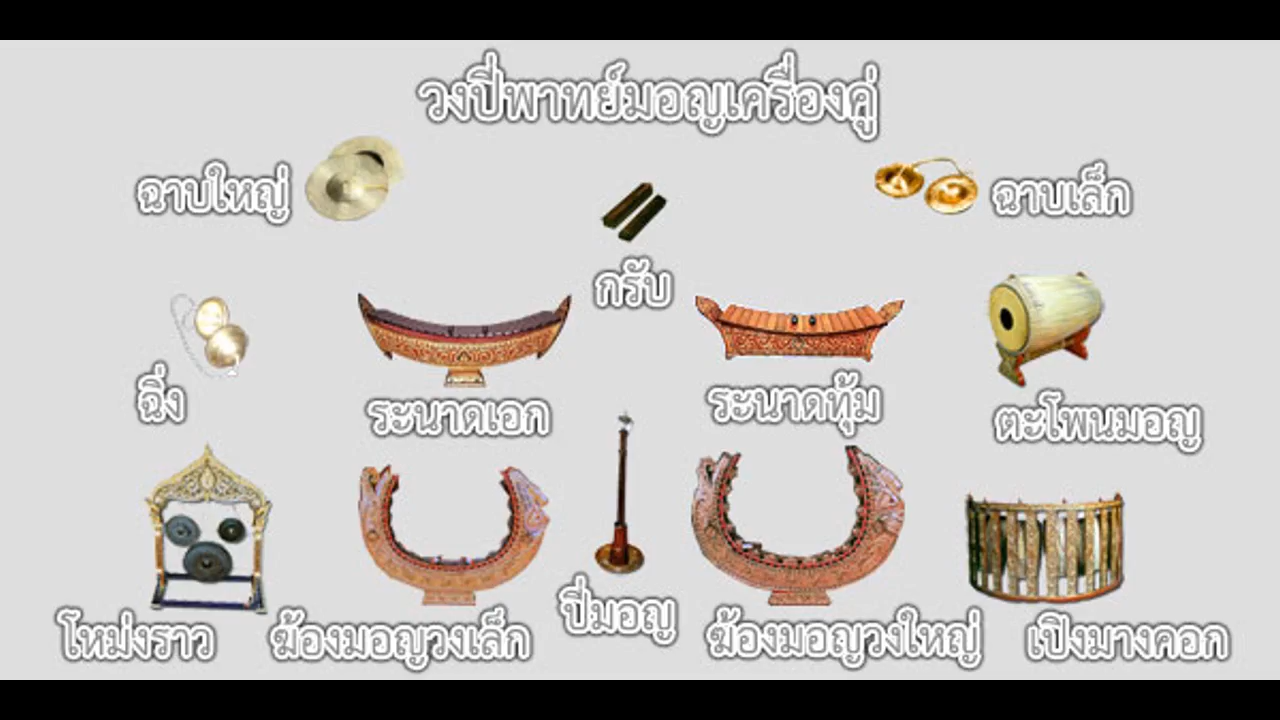 วงปี่พาทย์มอญเครื่องคู่
ฉาบใหญ่
ฉาบเล็ก
กรับ
ฉิ่ง
ระนาดเอก
ระนาดทุ้ม
ตะโพนมอญ
โหม่งราว
ฆ้องมอญวงเล็ก
ปี่มอญ
ฆ้องมอญวงใหญ่
เปิงมางคอก